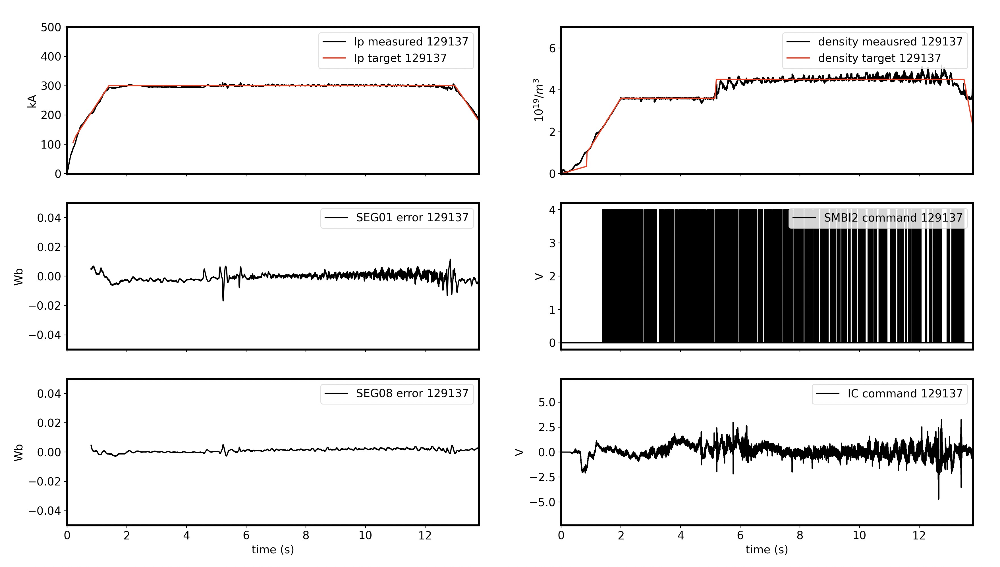 500
400
300
200
100
0
kA
Ip measured 129137
Ip target 129137
6
4
2
0
10^19/m^3
density meausred 129137
density target 129137
0.04
0.02
0.00
−0.02
−0.04
Wb
SEG01 error 129137
4
3
2
1
0
V
SMBI2 command 129137
0.04
0.02
0.00
−0.02
−0.04
Wb
SEG08 error 129137
0 2 4 6 8 10 12
time (s)
5.0
2.5
0.0
−2.5
−5.0
V
IC command 129137
0 2 4 6 8 10 12
time (s)